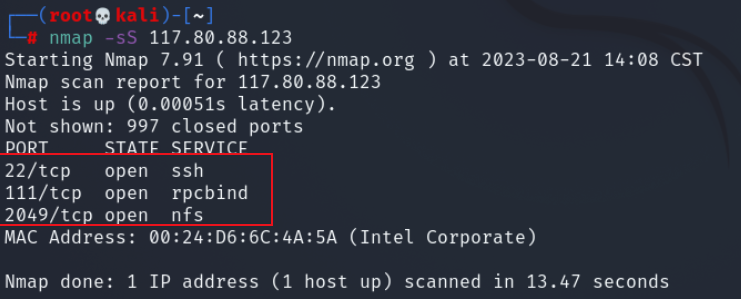 ┌──(root💀kali)-[~]
└─# nmap -sS 117.80.88.123
Starting Nmap 7.91 ( https://nmap.org ) at 2023-08-21 14:08 CST
Nmap scan report for 117.80.88.123
Host is up (0.00051s latency).
Not shown: 997 closed ports
PORT     STATE SERVICE
22/tcp   open  ssh
111/tcp  open  rpcbind
2049/tcp open  nfs
MAC Address: 00:24:D6:6C:4A:5A (Intel Corporate)

Nmap done: 1 IP address (1 host up) scanned in 13.47 seconds